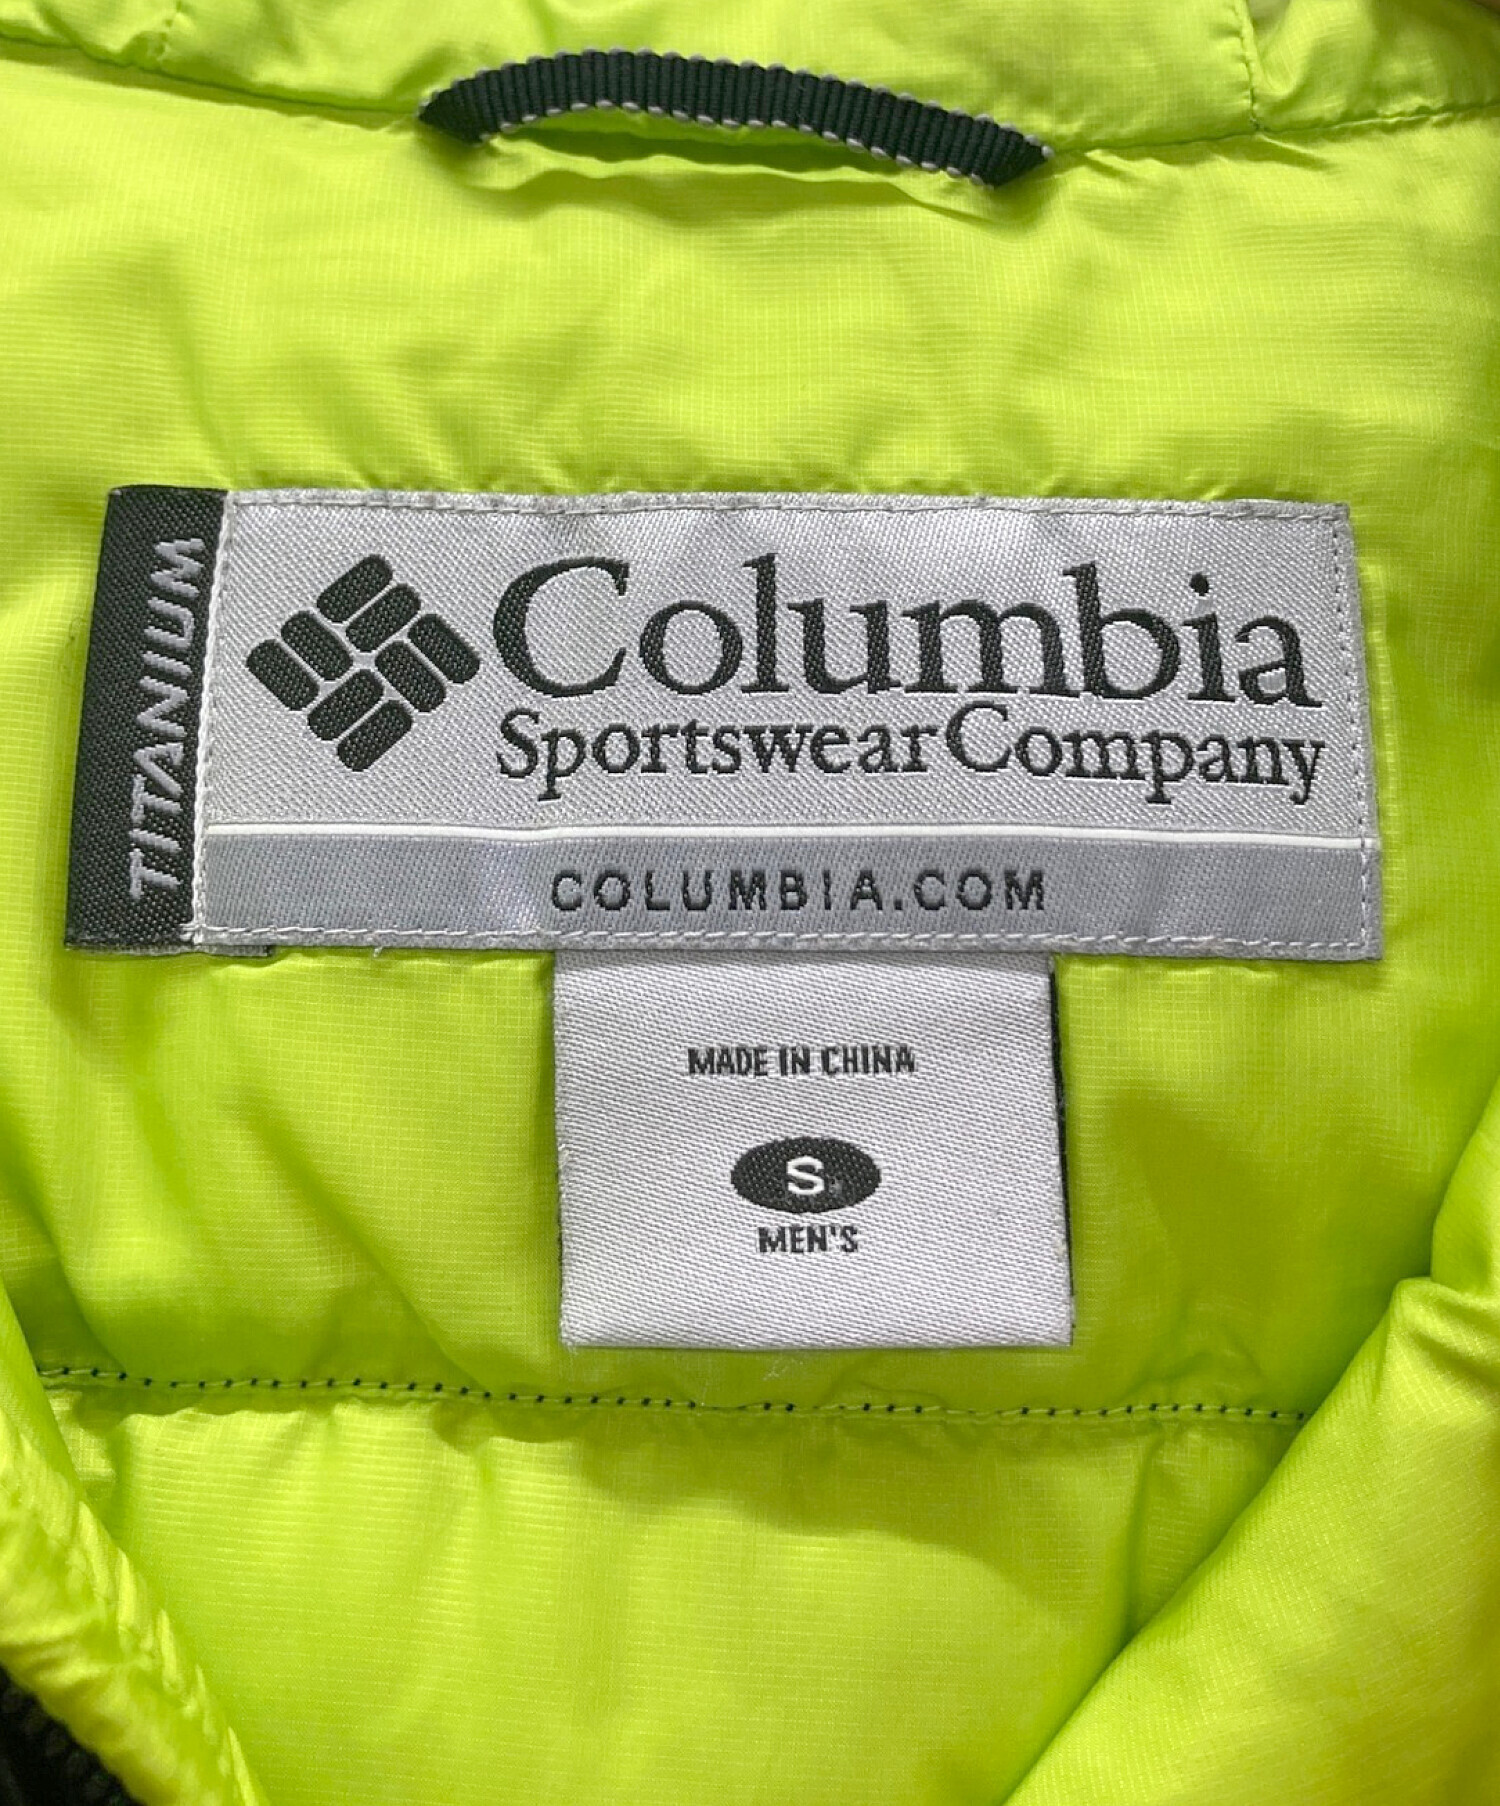 TITANIUM
Columbia
Sportswear Company
COLUMBIA.COM
MADE IN CHINA
S
MEN'S